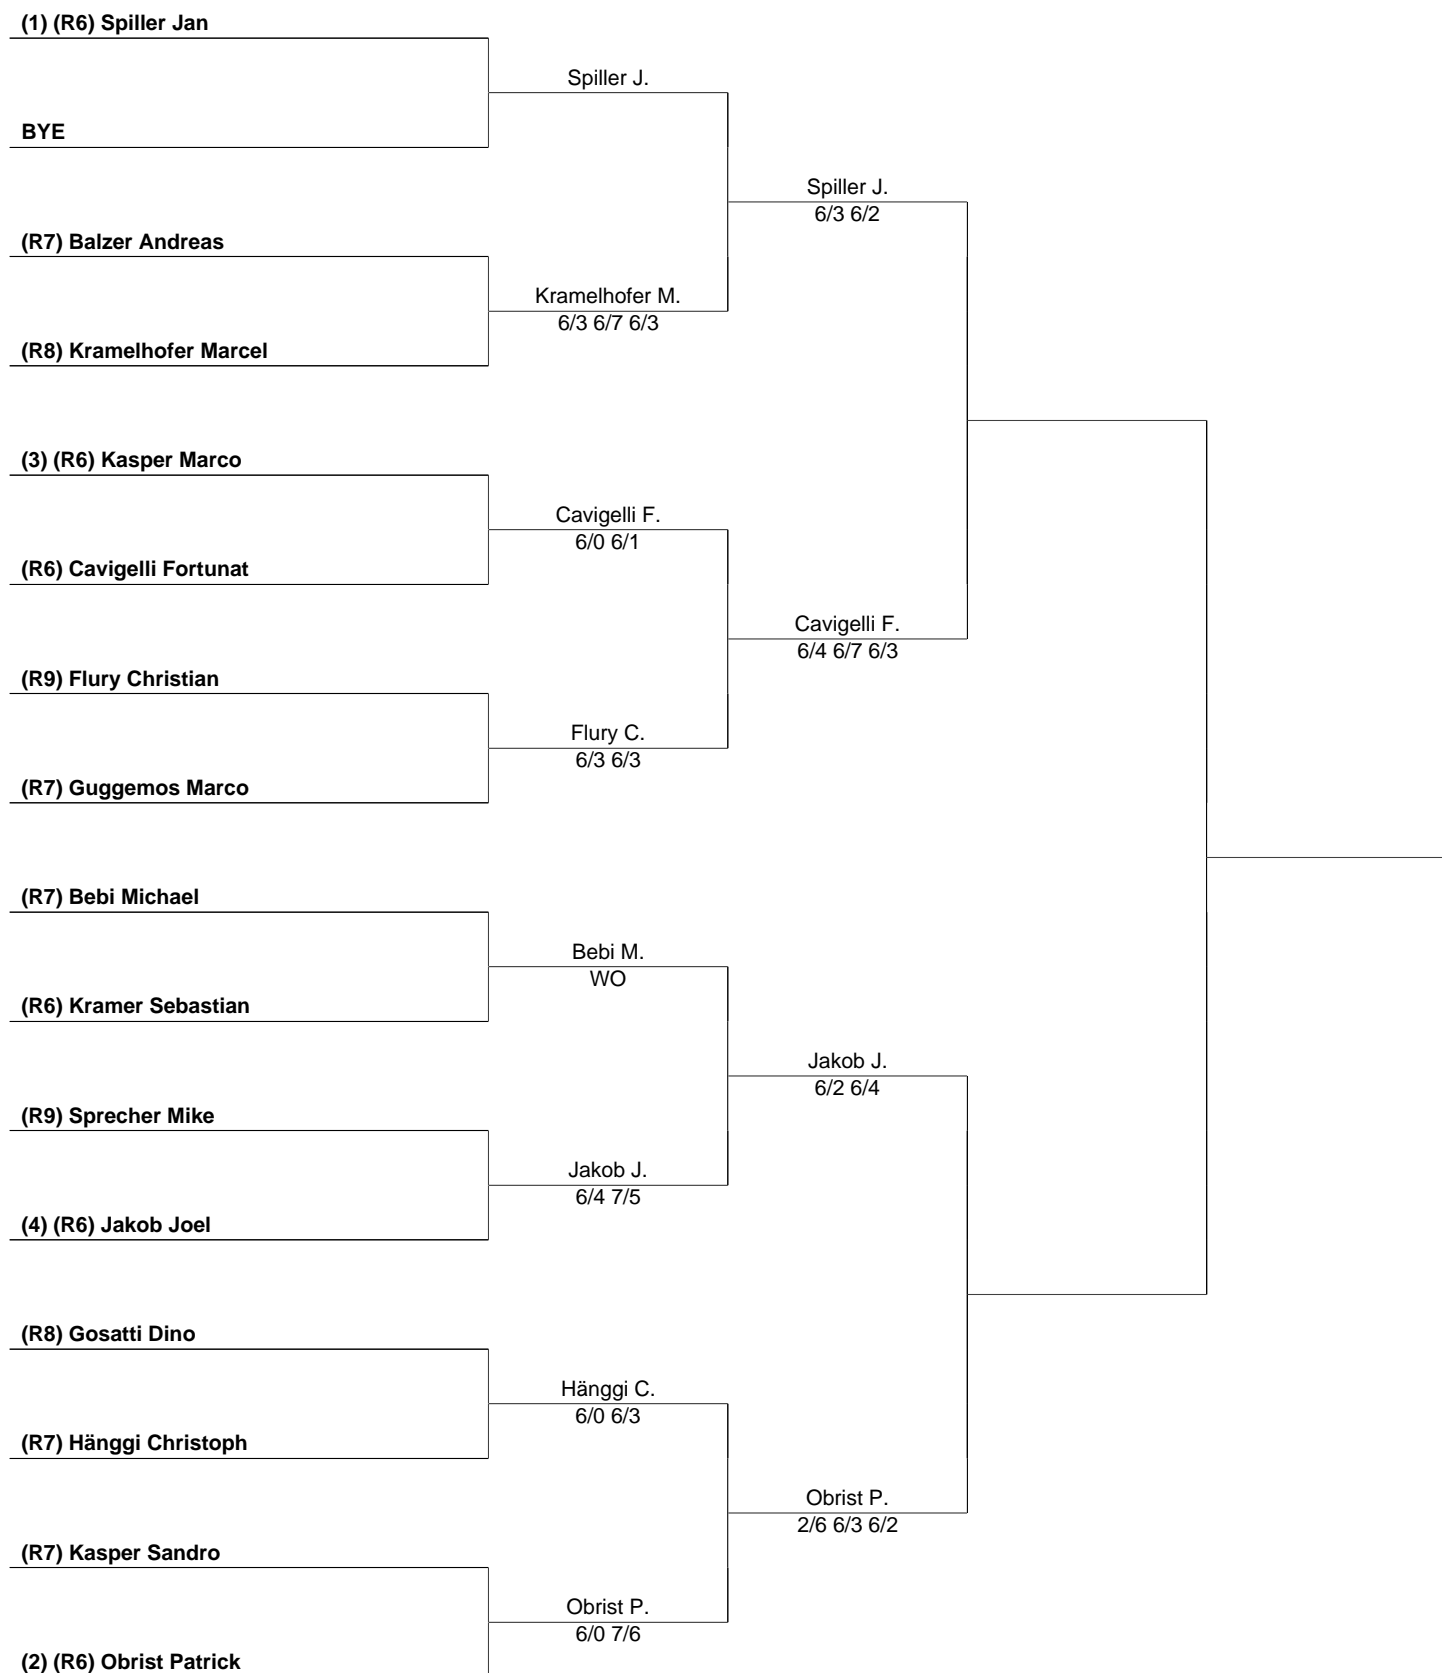 (1) (R6) Spiller Jan
Spiller J.
BYE
Spiller J.
6/3 6/2
(R7) Balzer Andreas
Kramelhofer M.
6/3 6/7 6/3
(R8) Kramelhofer Marcel
(3) (R6) Kasper Marco
Cavigelli F.
6/0 6/1
(R6) Cavigelli Fortunat
Cavigelli F.
6/4 6/7 6/3
(R9) Flury Christian
Flury C.
6/3 6/3
(R7) Guggemos Marco
(R7) Bebi Michael
Bebi M.
WO
(R6) Kramer Sebastian
Jakob J.
6/2 6/4
(R9) Sprecher Mike
Jakob J.
6/4 7/5
(4) (R6) Jakob Joel
(R8) Gosatti Dino
Hänggi C.
6/0 6/3
(R7) Hänggi Christoph
Obrist P.
2/6 6/3 6/2
(R7) Kasper Sandro
Obrist P.
6/0 7/6
(2) (R6) Obrist Patrick